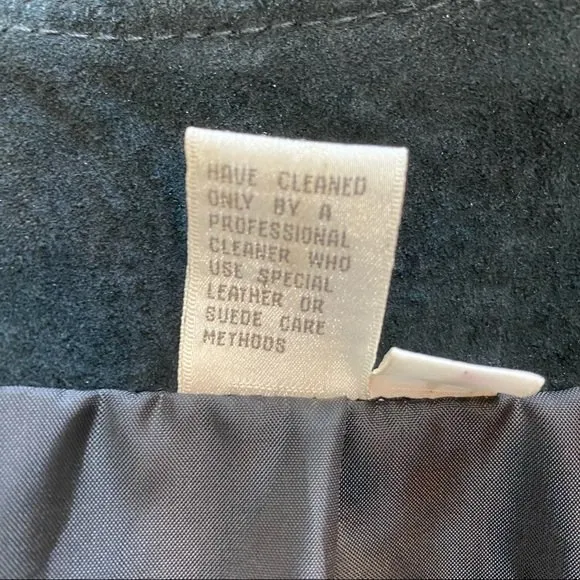 HAVE CLEANED
ONLY BY A
PROFESSIONAL
CLEANER WHO
USE SPECIAL
LEATHER OR
SUEDE CARE
METHODS